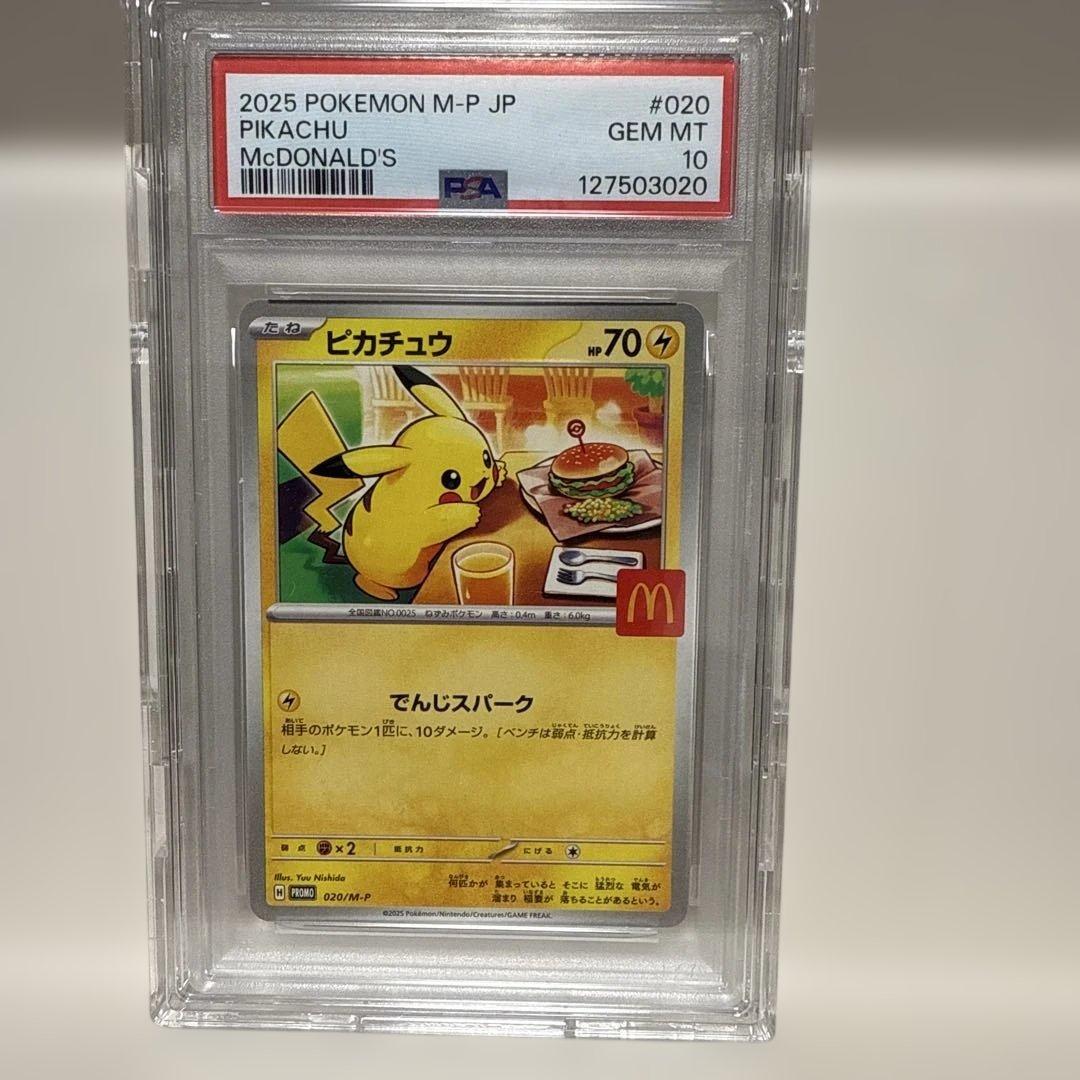 2025 POKEMON M-P JP #020
PIKACHU GEM MT
McDONALD'S 10
PSA 127503020
たね ピカチュウ HP70
全国図鑑NO.0025 ねずみポケモン 高さ:0.4m 重さ:6.0kg
でんじスパーク
相手のポケモン1匹に、10ダメージ。[ベンチは弱点・抵抗力を計算
しない。]
弱点 ×2 抵抗力 にげる
Illus. Yuu Nishida
何匹かが 集まっていると そこに 猛烈な 電気が
溜まり 稲妻が 落ちることがあるという。
H PROMO 020/M-P
©2025 Pokémon/Nintendo/Creatures/GAME FREAK.